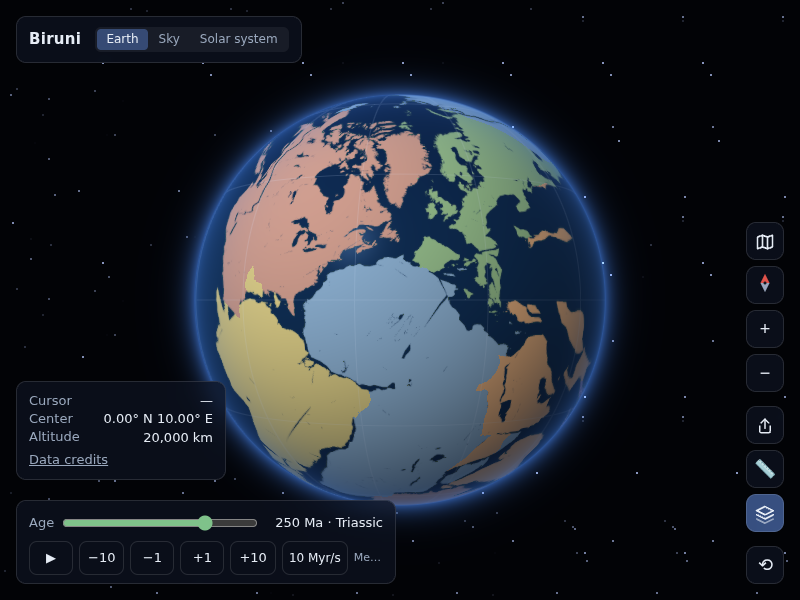 Biruni Earth Sky Solar system
Cursor —
Center 0.00° N 10.00° E
Altitude 20,000 km
Data credits
Age 250 Ma · Triassic
▶ −10 −1 +1 +10 10 Myr/s Me…
+
−